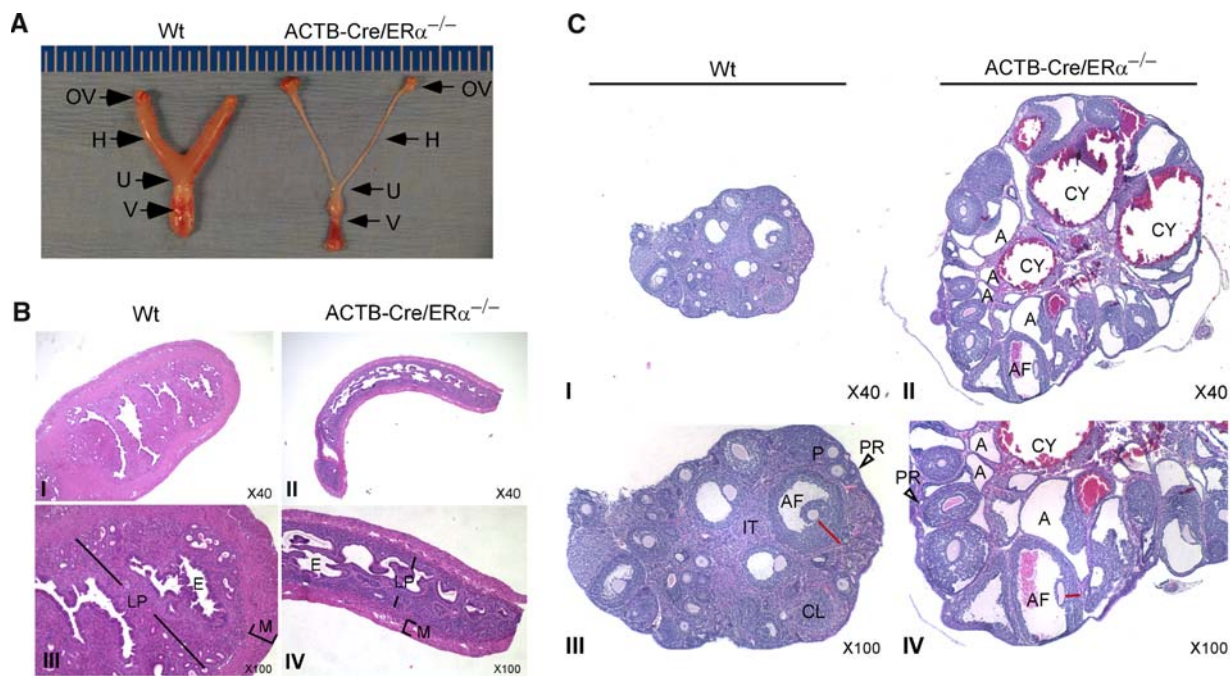 A
Wt ACTB-Cre/ERα⁻/⁻
OV OV
H H
U U
V V
B
Wt ACTB-Cre/ERα⁻/⁻
I X40
II X40
E
LP
M
III X100
E
LP
M
IV X100
C
Wt ACTB-Cre/ERα⁻/⁻
I X40
CY
CY
A
CY
A
A
A
AF
II X40
P PR
AF
IT
CL
III X100
CY
A
A
PR
A
AF
IV X100